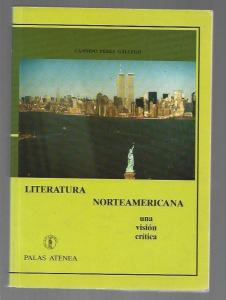 CANDIDO PEREZ GALLEGO
LITERATURA
NORTEAMERICANA
una
visión
crítica
PALAS ATENEA